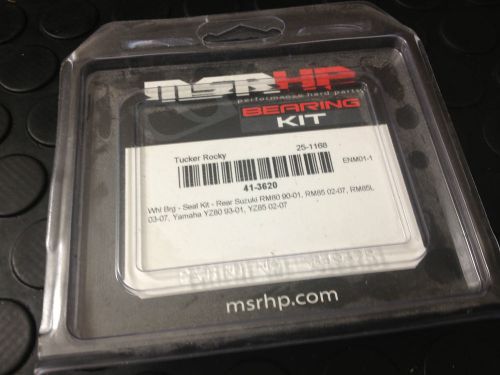 MSRHP
performance hard parts
BEARING
KIT
Tucker Rocky 25-1168
ENM01-1
41-3620
Whl Brg - Seal Kit - Rear Suzuki RM80 90-01, RM85 02-07, RM85L
03-07, Yamaha YZ80 93-01, YZ85 02-07
msrhp.com